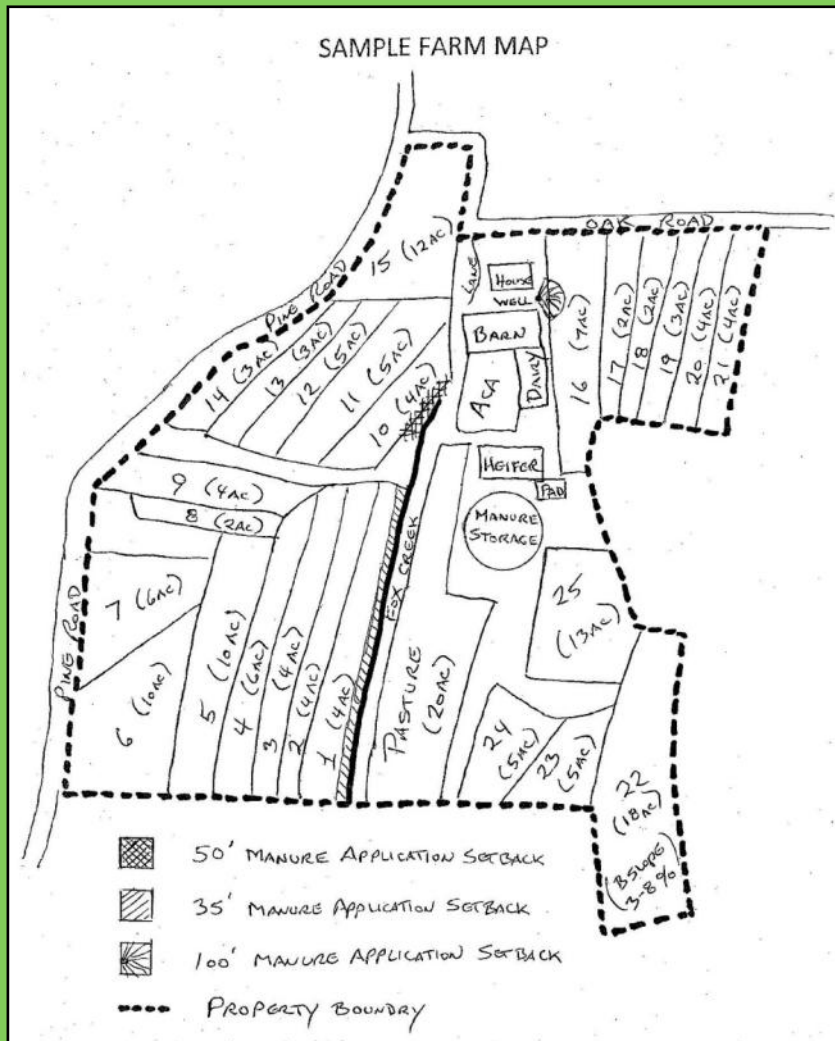 SAMPLE FARM MAP
OAK ROAD
15 (12AC)
LANE
HOUSE
WELL
PINE ROAD
BARN
DAIRY
ACA
16 (7AC)
17 (2AC)
18 (2AC)
19 (3AC)
20 (4AC)
21 (4AC)
14 (3AC)
13 (3AC)
12 (5AC)
11 (5AC)
10 (4AC)
HEIFER
PAD
9 (4AC)
8 (2AC)
MANURE
STORAGE
FOX CREEK
7 (6AC)
25
(13AC)
PINE ROAD
6 (10AC)
5 (10AC)
4 (6AC)
3 (4AC)
2 (4AC)
1 (4AC)
PASTURE
(20AC)
24
(5AC)
23
(5AC)
22
(18AC)
(B SLOPE
3-8%)
50' MANURE APPLICATION SETBACK
35' MANURE APPLICATION SETBACK
100' MANURE APPLICATION SETBACK
PROPERTY BOUNDRY